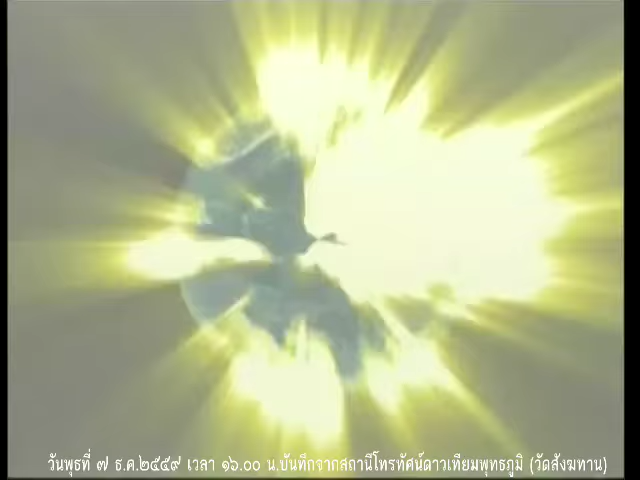 วันพุธที่ ๗ ธ.ค.๒๕๕๙ เวลา ๑๖.๐๐ น.บันทึกจากสถานีโทรทัศน์ดาวเทียมพุทธภูมิ (วัดสังฆทาน)